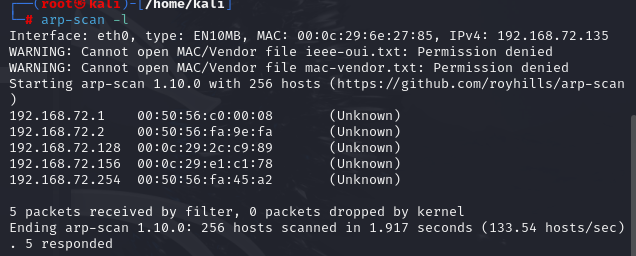 ┌──(root㉿kali)-[/home/kali]
└─# arp-scan -l
Interface: eth0, type: EN10MB, MAC: 00:0c:29:6e:27:85, IPv4: 192.168.72.135
WARNING: Cannot open MAC/Vendor file ieee-oui.txt: Permission denied
WARNING: Cannot open MAC/Vendor file mac-vendor.txt: Permission denied
Starting arp-scan 1.10.0 with 256 hosts (https://github.com/royhills/arp-scan
)
192.168.72.1    00:50:56:c0:00:08       (Unknown)
192.168.72.2    00:50:56:fa:9e:fa       (Unknown)
192.168.72.128  00:0c:29:2c:c9:89       (Unknown)
192.168.72.156  00:0c:29:e1:c1:78       (Unknown)
192.168.72.254  00:50:56:fa:45:a2       (Unknown)
5 packets received by filter, 0 packets dropped by kernel
Ending arp-scan 1.10.0: 256 hosts scanned in 1.917 seconds (133.54 hosts/sec)
. 5 responded